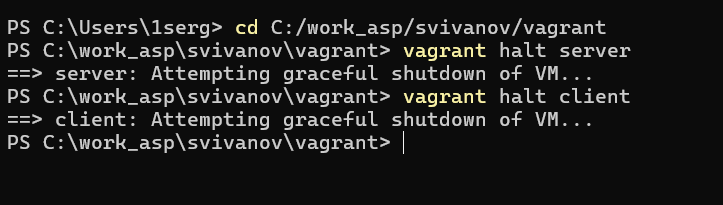 PS C:\Users\1serg> cd C:/work_asp/svivanov/vagrant
PS C:\work_asp\svivanov\vagrant> vagrant halt server
==> server: Attempting graceful shutdown of VM...
PS C:\work_asp\svivanov\vagrant> vagrant halt client
==> client: Attempting graceful shutdown of VM...
PS C:\work_asp\svivanov\vagrant>